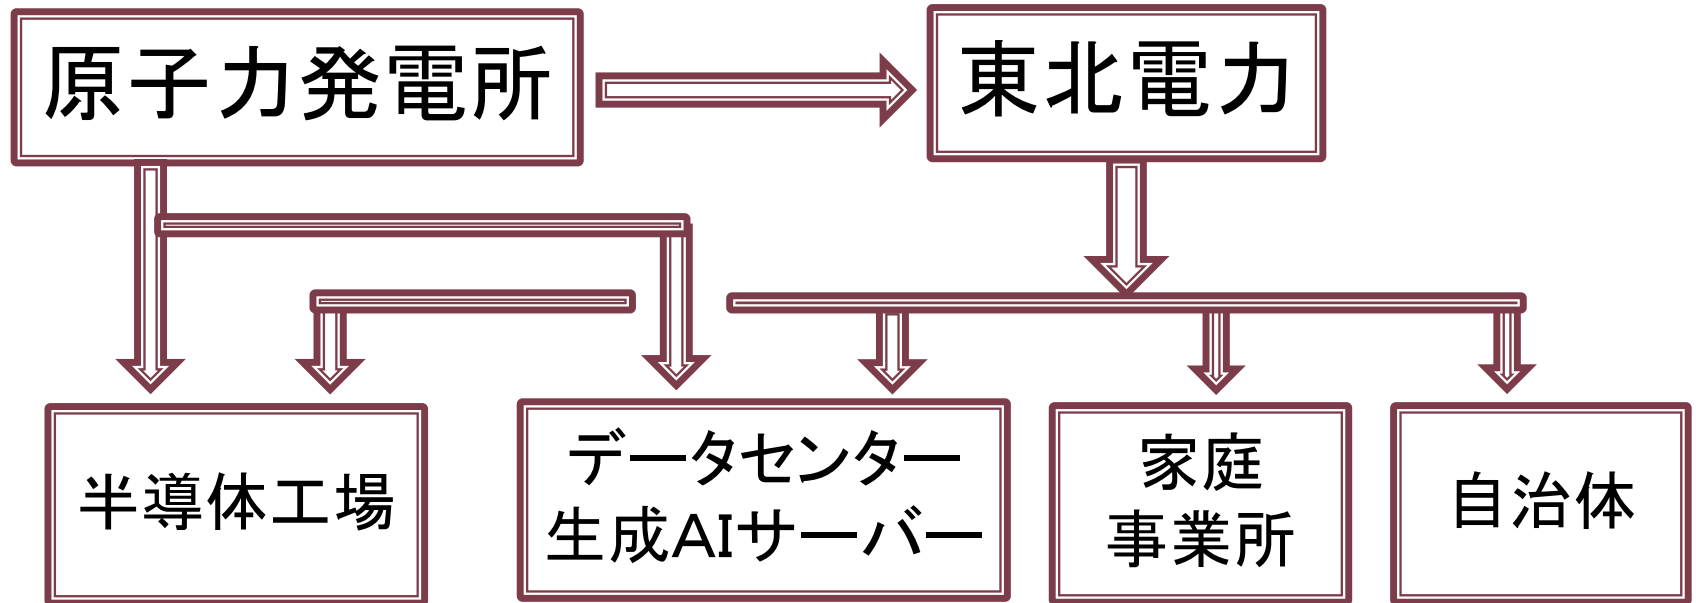 原子力発電所
東北電力
半導体工場
データセンター
生成AIサーバー
家庭
事業所
自治体